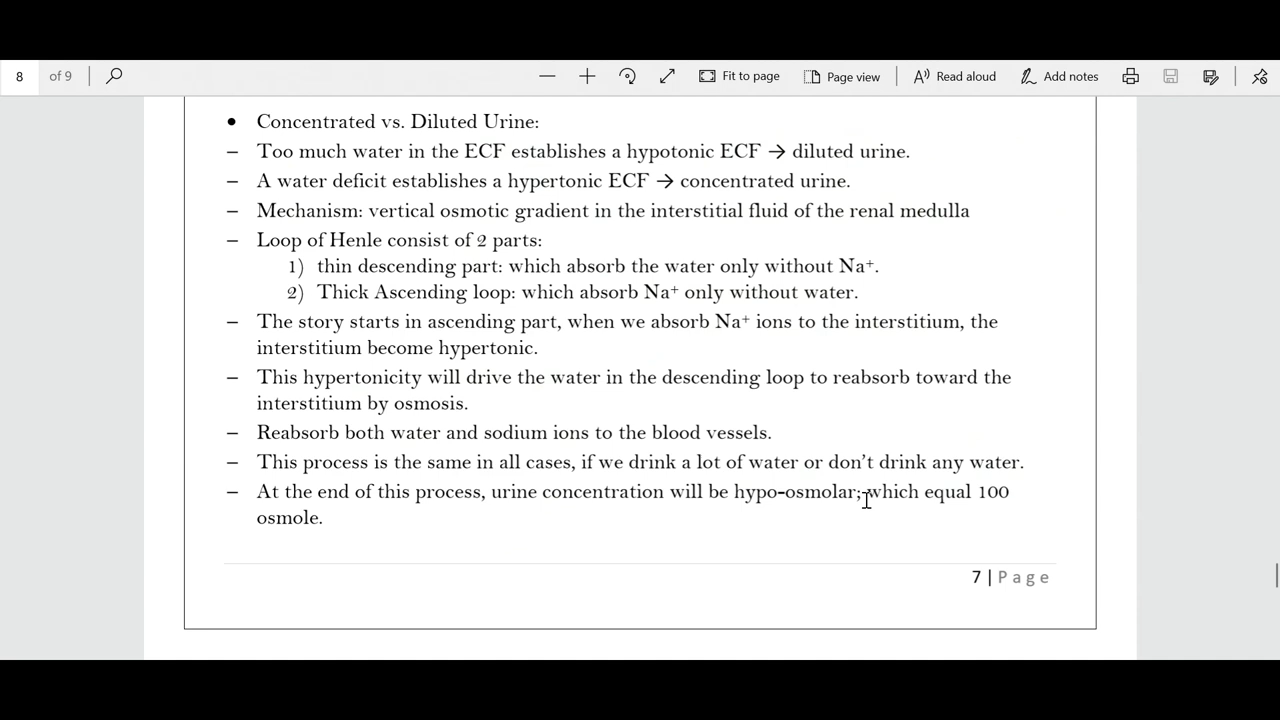 8 of 9 Fit to page Page view Read aloud Add notes
• Concentrated vs. Diluted Urine:
– Too much water in the ECF establishes a hypotonic ECF → diluted urine.
– A water deficit establishes a hypertonic ECF → concentrated urine.
– Mechanism: vertical osmotic gradient in the interstitial fluid of the renal medulla
– Loop of Henle consist of 2 parts:
1) thin descending part: which absorb the water only without Na⁺.
2) Thick Ascending loop: which absorb Na⁺ only without water.
– The story starts in ascending part, when we absorb Na⁺ ions to the interstitium, the
interstitium become hypertonic.
– This hypertonicity will drive the water in the descending loop to reabsorb toward the
interstitium by osmosis.
– Reabsorb both water and sodium ions to the blood vessels.
– This process is the same in all cases, if we drink a lot of water or don't drink any water.
– At the end of this process, urine concentration will be hypo-osmolar; which equal 100
osmole.
7 | Page